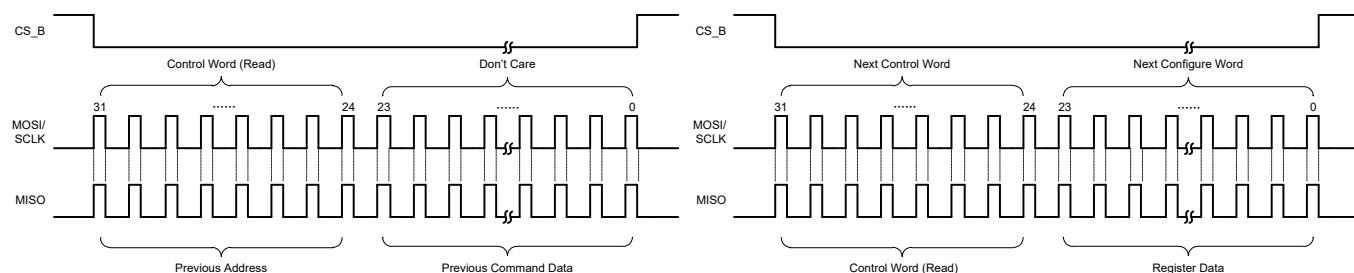 CS_B
Control Word (Read)
Don't Care
31
......
24
23
......
0
MOSI/
SCLK
MISO
Previous Address
Previous Command Data
CS_B
Next Control Word
Next Configure Word
31
......
24
23
......
0
MOSI/
SCLK
MISO
Control Word (Read)
Register Data